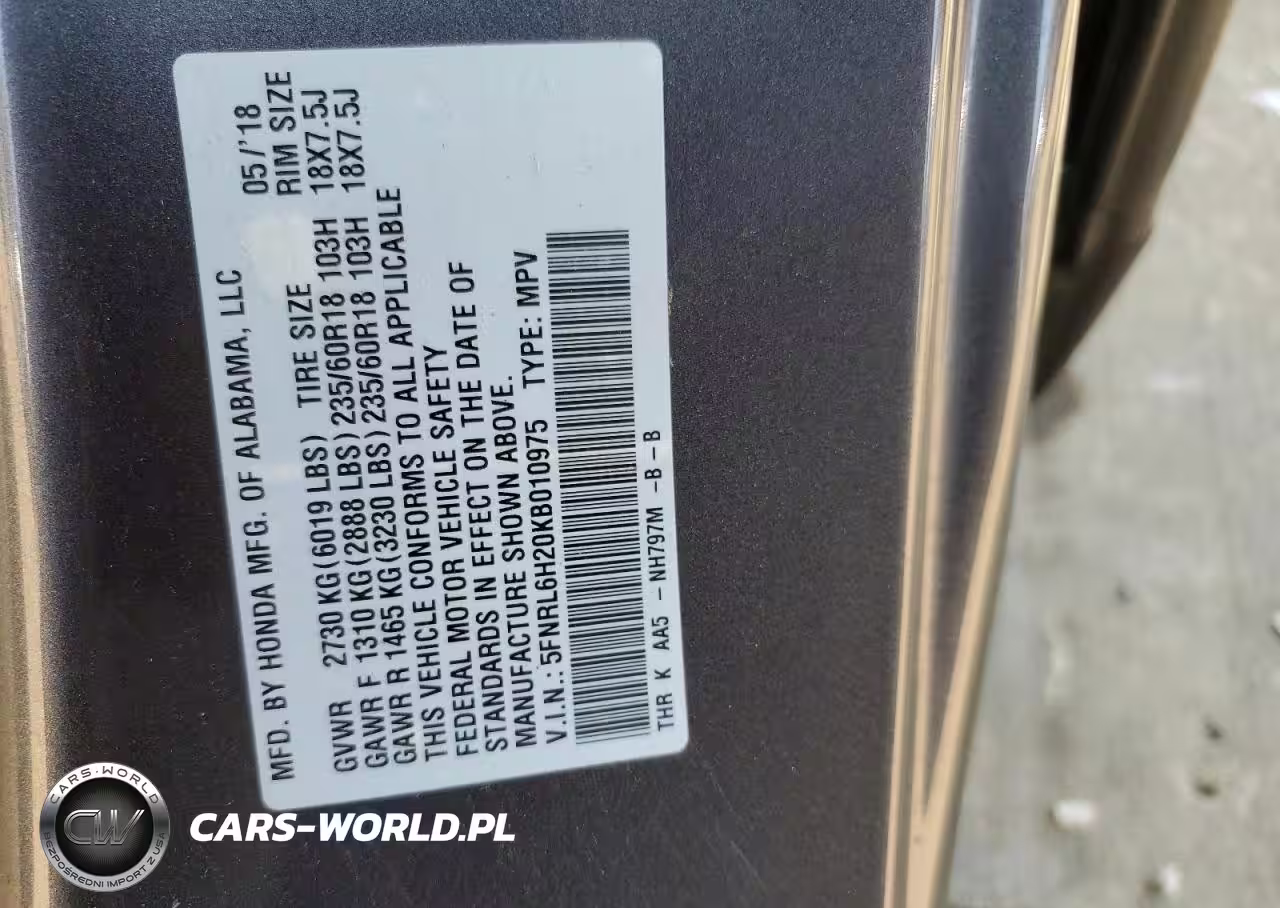 MFD. BY HONDA MFG. OF ALABAMA, LLC 05/'18
GVWR 2730 KG (6019 LBS) TIRE SIZE RIM SIZE
GAWR F 1310 KG (2888 LBS) 235/60R18 103H 18X7.5J
GAWR R 1465 KG (3230 LBS) 235/60R18 103H 18X7.5J
THIS VEHICLE CONFORMS TO ALL APPLICABLE
FEDERAL MOTOR VEHICLE SAFETY
STANDARDS IN EFFECT ON THE DATE OF
MANUFACTURE SHOWN ABOVE.
V.I.N.: 5FNRL6H20KB010975 TYPE: MPV
THR K AA5 - NH797M -B -B
CARS-WORLD
CW
BEZPOŚREDNI IMPORT Z USA
CARS-WORLD.PL